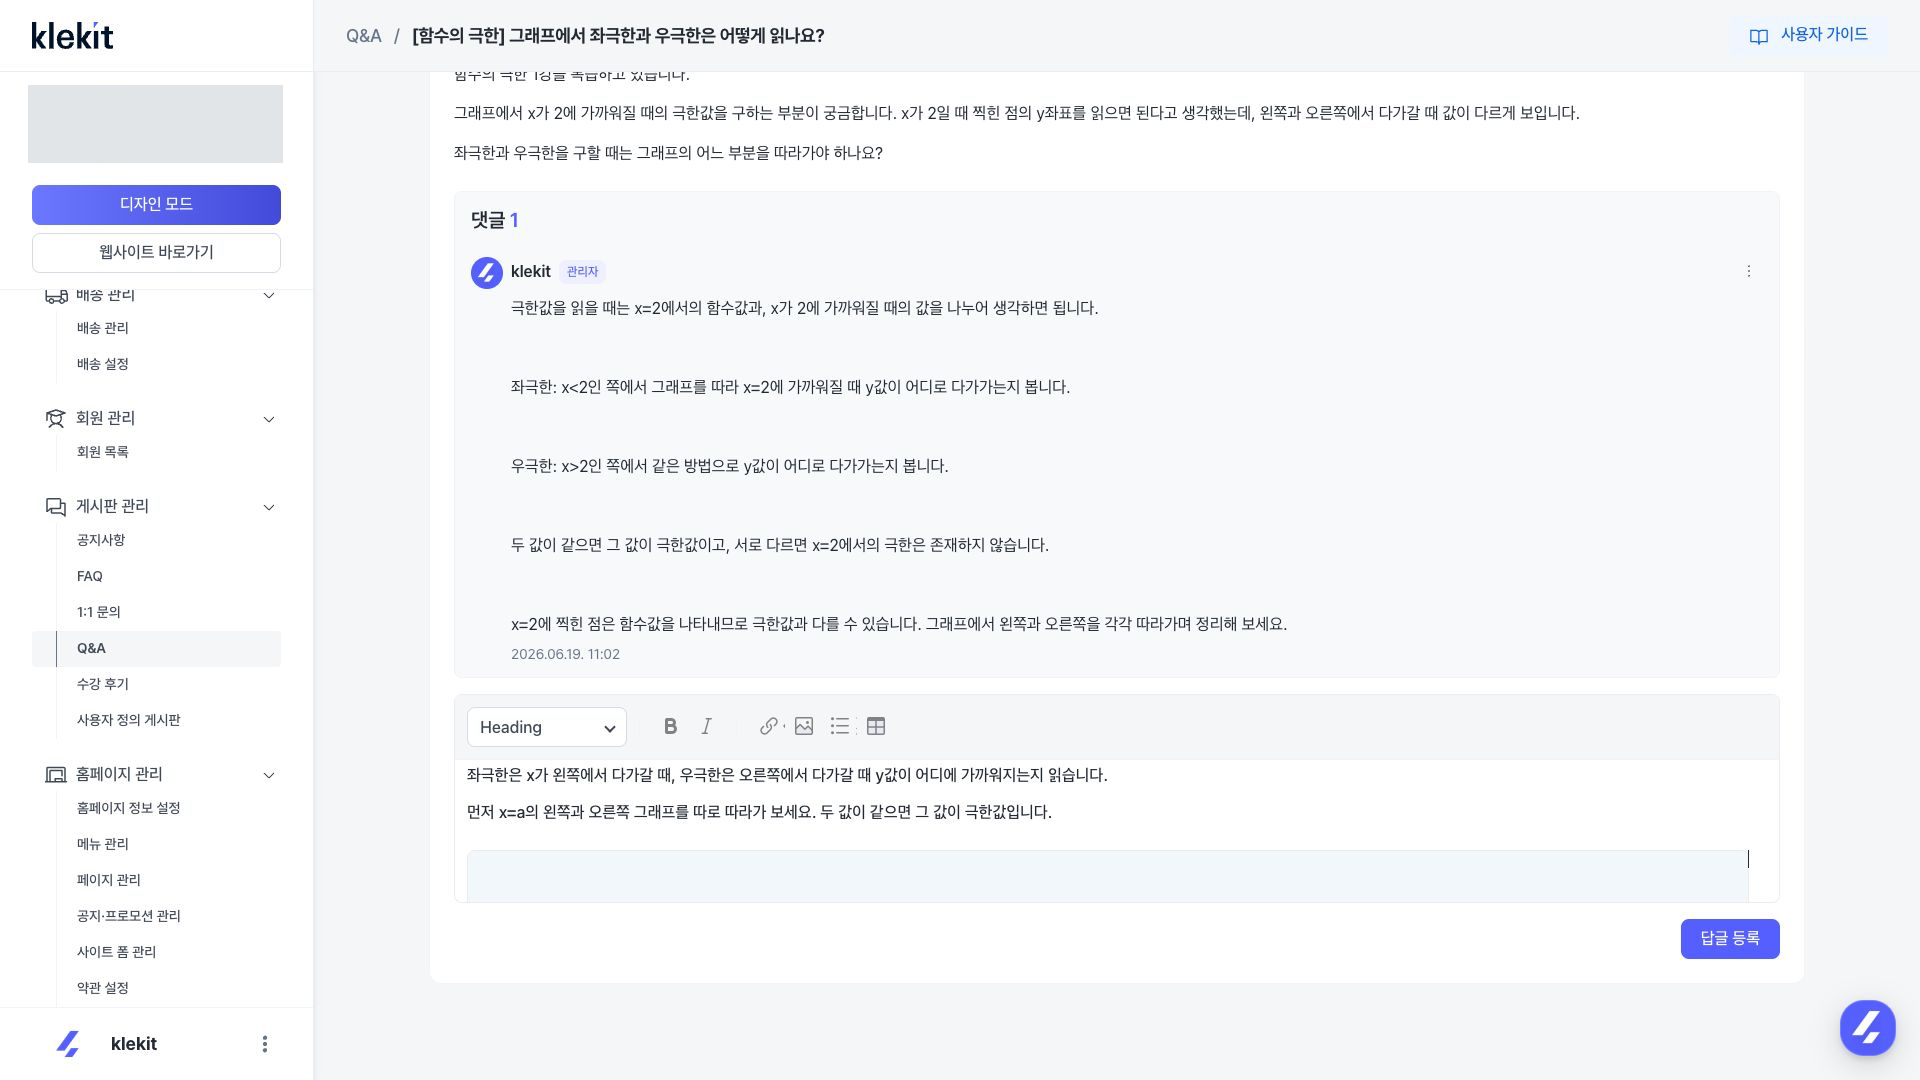 klekit
Q&A / [함수의 극한] 그래프에서 좌극한과 우극한은 어떻게 읽나요?
사용자 가이드
디자인 모드
웹사이트 바로가기
배송 관리
배송 관리
배송 설정
회원 관리
회원 목록
게시판 관리
공지사항
FAQ
1:1 문의
Q&A
수강 후기
사용자 정의 게시판
홈페이지 관리
홈페이지 정보 설정
메뉴 관리
페이지 관리
공지·프로모션 관리
사이트 폼 관리
약관 설정
klekit
함수의 극한 1강을 복습하고 있습니다.
그래프에서 x가 2에 가까워질 때의 극한값을 구하는 부분이 궁금합니다. x가 2일 때 찍힌 점의 y좌표를 읽으면 된다고 생각했는데, 왼쪽과 오른쪽에서 다가갈 때 값이 다르게 보입니다.
좌극한과 우극한을 구할 때는 그래프의 어느 부분을 따라가야 하나요?
댓글 1
klekit 관리자
극한값을 읽을 때는 x=2에서의 함수값과, x가 2에 가까워질 때의 값을 나누어 생각하면 됩니다.
좌극한: x<2인 쪽에서 그래프를 따라 x=2에 가까워질 때 y값이 어디로 다가가는지 봅니다.
우극한: x>2인 쪽에서 같은 방법으로 y값이 어디로 다가가는지 봅니다.
두 값이 같으면 그 값이 극한값이고, 서로 다르면 x=2에서의 극한은 존재하지 않습니다.
x=2에 찍힌 점은 함수값을 나타내므로 극한값과 다를 수 있습니다. 그래프에서 왼쪽과 오른쪽을 각각 따라가며 정리해 보세요.
2026.06.19. 11:02
Heading B I
좌극한은 x가 왼쪽에서 다가갈 때, 우극한은 오른쪽에서 다가갈 때 y값이 어디에 가까워지는지 읽습니다.
먼저 x=a의 왼쪽과 오른쪽 그래프를 따로 따라가 보세요. 두 값이 같으면 그 값이 극한값입니다.
답글 등록